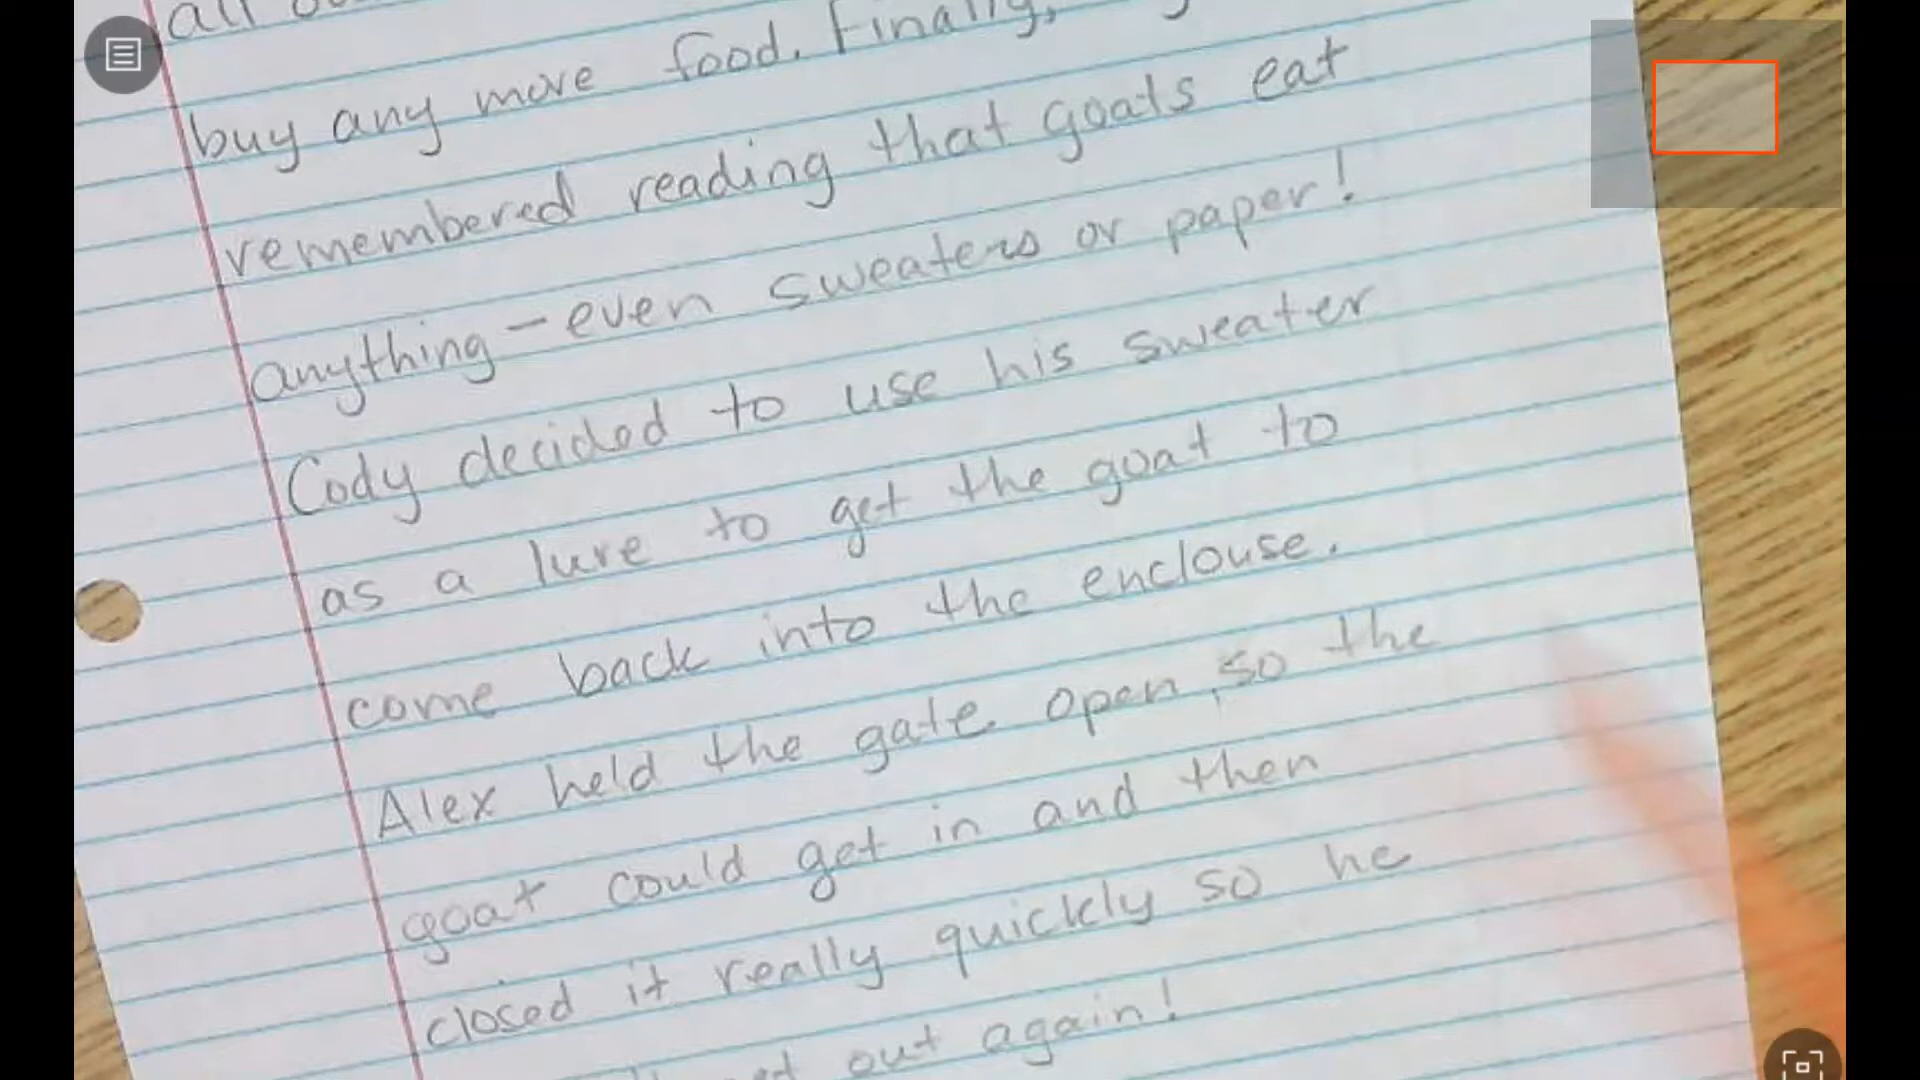 all
buy any more food. Finally,
remembered reading that goats eat
anything - even sweaters or paper!
Cody decided to use his sweater
as a lure to get the goat to
come back into the enclouse.
Alex held the gate open, so the
goat could get in and then
closed it really quickly so he
out again!